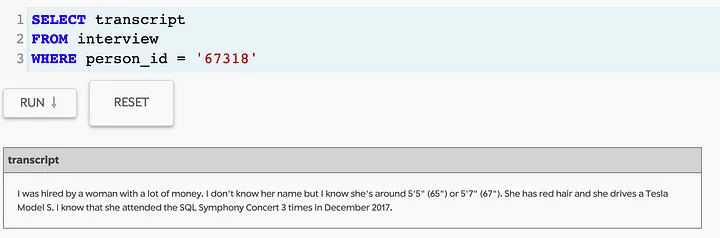 1 SELECT transcript
2 FROM interview
3 WHERE person_id = '67318'
RUN ⇩
RESET
transcript
I was hired by a woman with a lot of money. I don't know her name but I know she's around 5'5" (65") or 5'7" (67"). She has red hair and she drives a Tesla
Model S. I know that she attended the SQL Symphony Concert 3 times in December 2017.